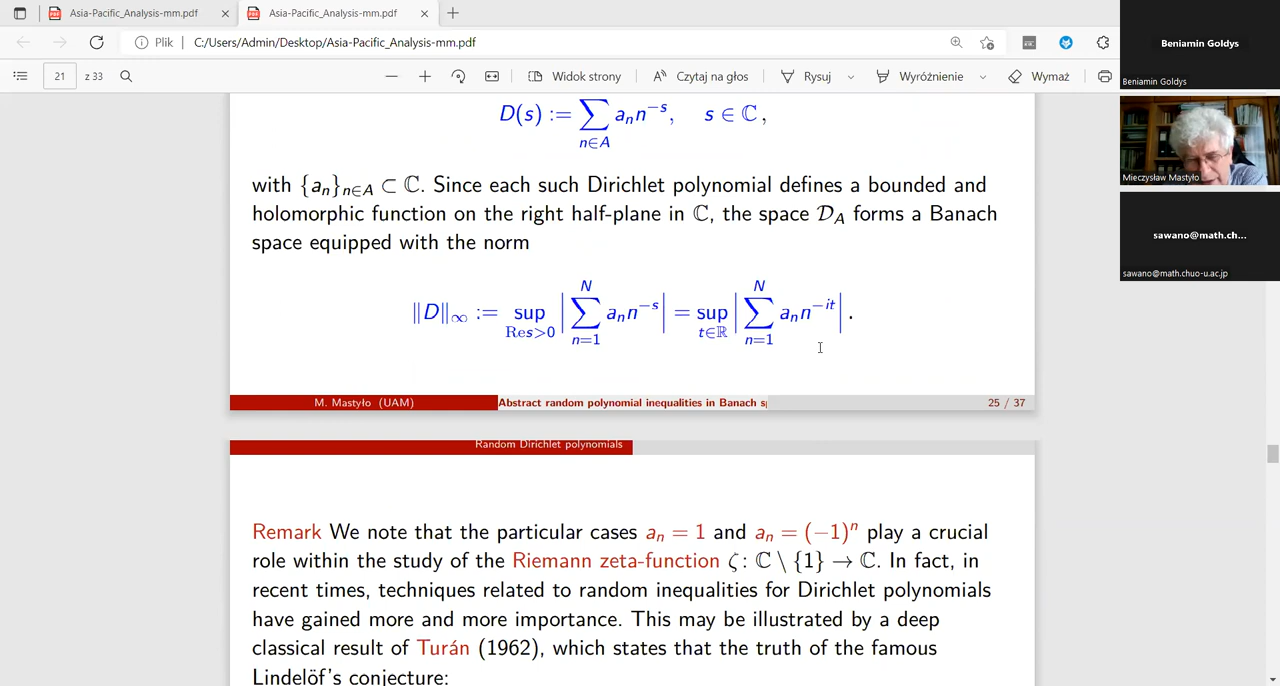 Asia-Pacific_Analysis-mm.pdf
Asia-Pacific_Analysis-mm.pdf
Plik C:/Users/Admin/Desktop/Asia-Pacific_Analysis-mm.pdf
21 z 33
Widok strony
Czytaj na głos
Rysuj
Wyróżnienie
Wymaż
Beniamin Goldys
Beniamin Goldys
Mieczysław Mastyło
sawano@math.ch...
sawano@math.chuo-u.ac.jp
D(s) := ∑_{n∈A} a_n n^{−s}, s ∈ ℂ,
with {a_n}_{n∈A} ⊂ ℂ. Since each such Dirichlet polynomial defines a bounded and
holomorphic function on the right half-plane in ℂ, the space 𝒟_A forms a Banach
space equipped with the norm
‖D‖_∞ := sup_{Re s>0} |∑_{n=1}^{N} a_n n^{−s}| = sup_{t∈ℝ} |∑_{n=1}^{N} a_n n^{−it}|.
M. Mastyło (UAM) Abstract random polynomial inequalities in Banach s 25 / 37
Random Dirichlet polynomials
Remark We note that the particular cases a_n = 1 and a_n = (−1)^n play a crucial
role within the study of the Riemann zeta-function ζ: ℂ \ {1} → ℂ. In fact, in
recent times, techniques related to random inequalities for Dirichlet polynomials
have gained more and more importance. This may be illustrated by a deep
classical result of Turán (1962), which states that the truth of the famous
Lindelöf's conjecture: